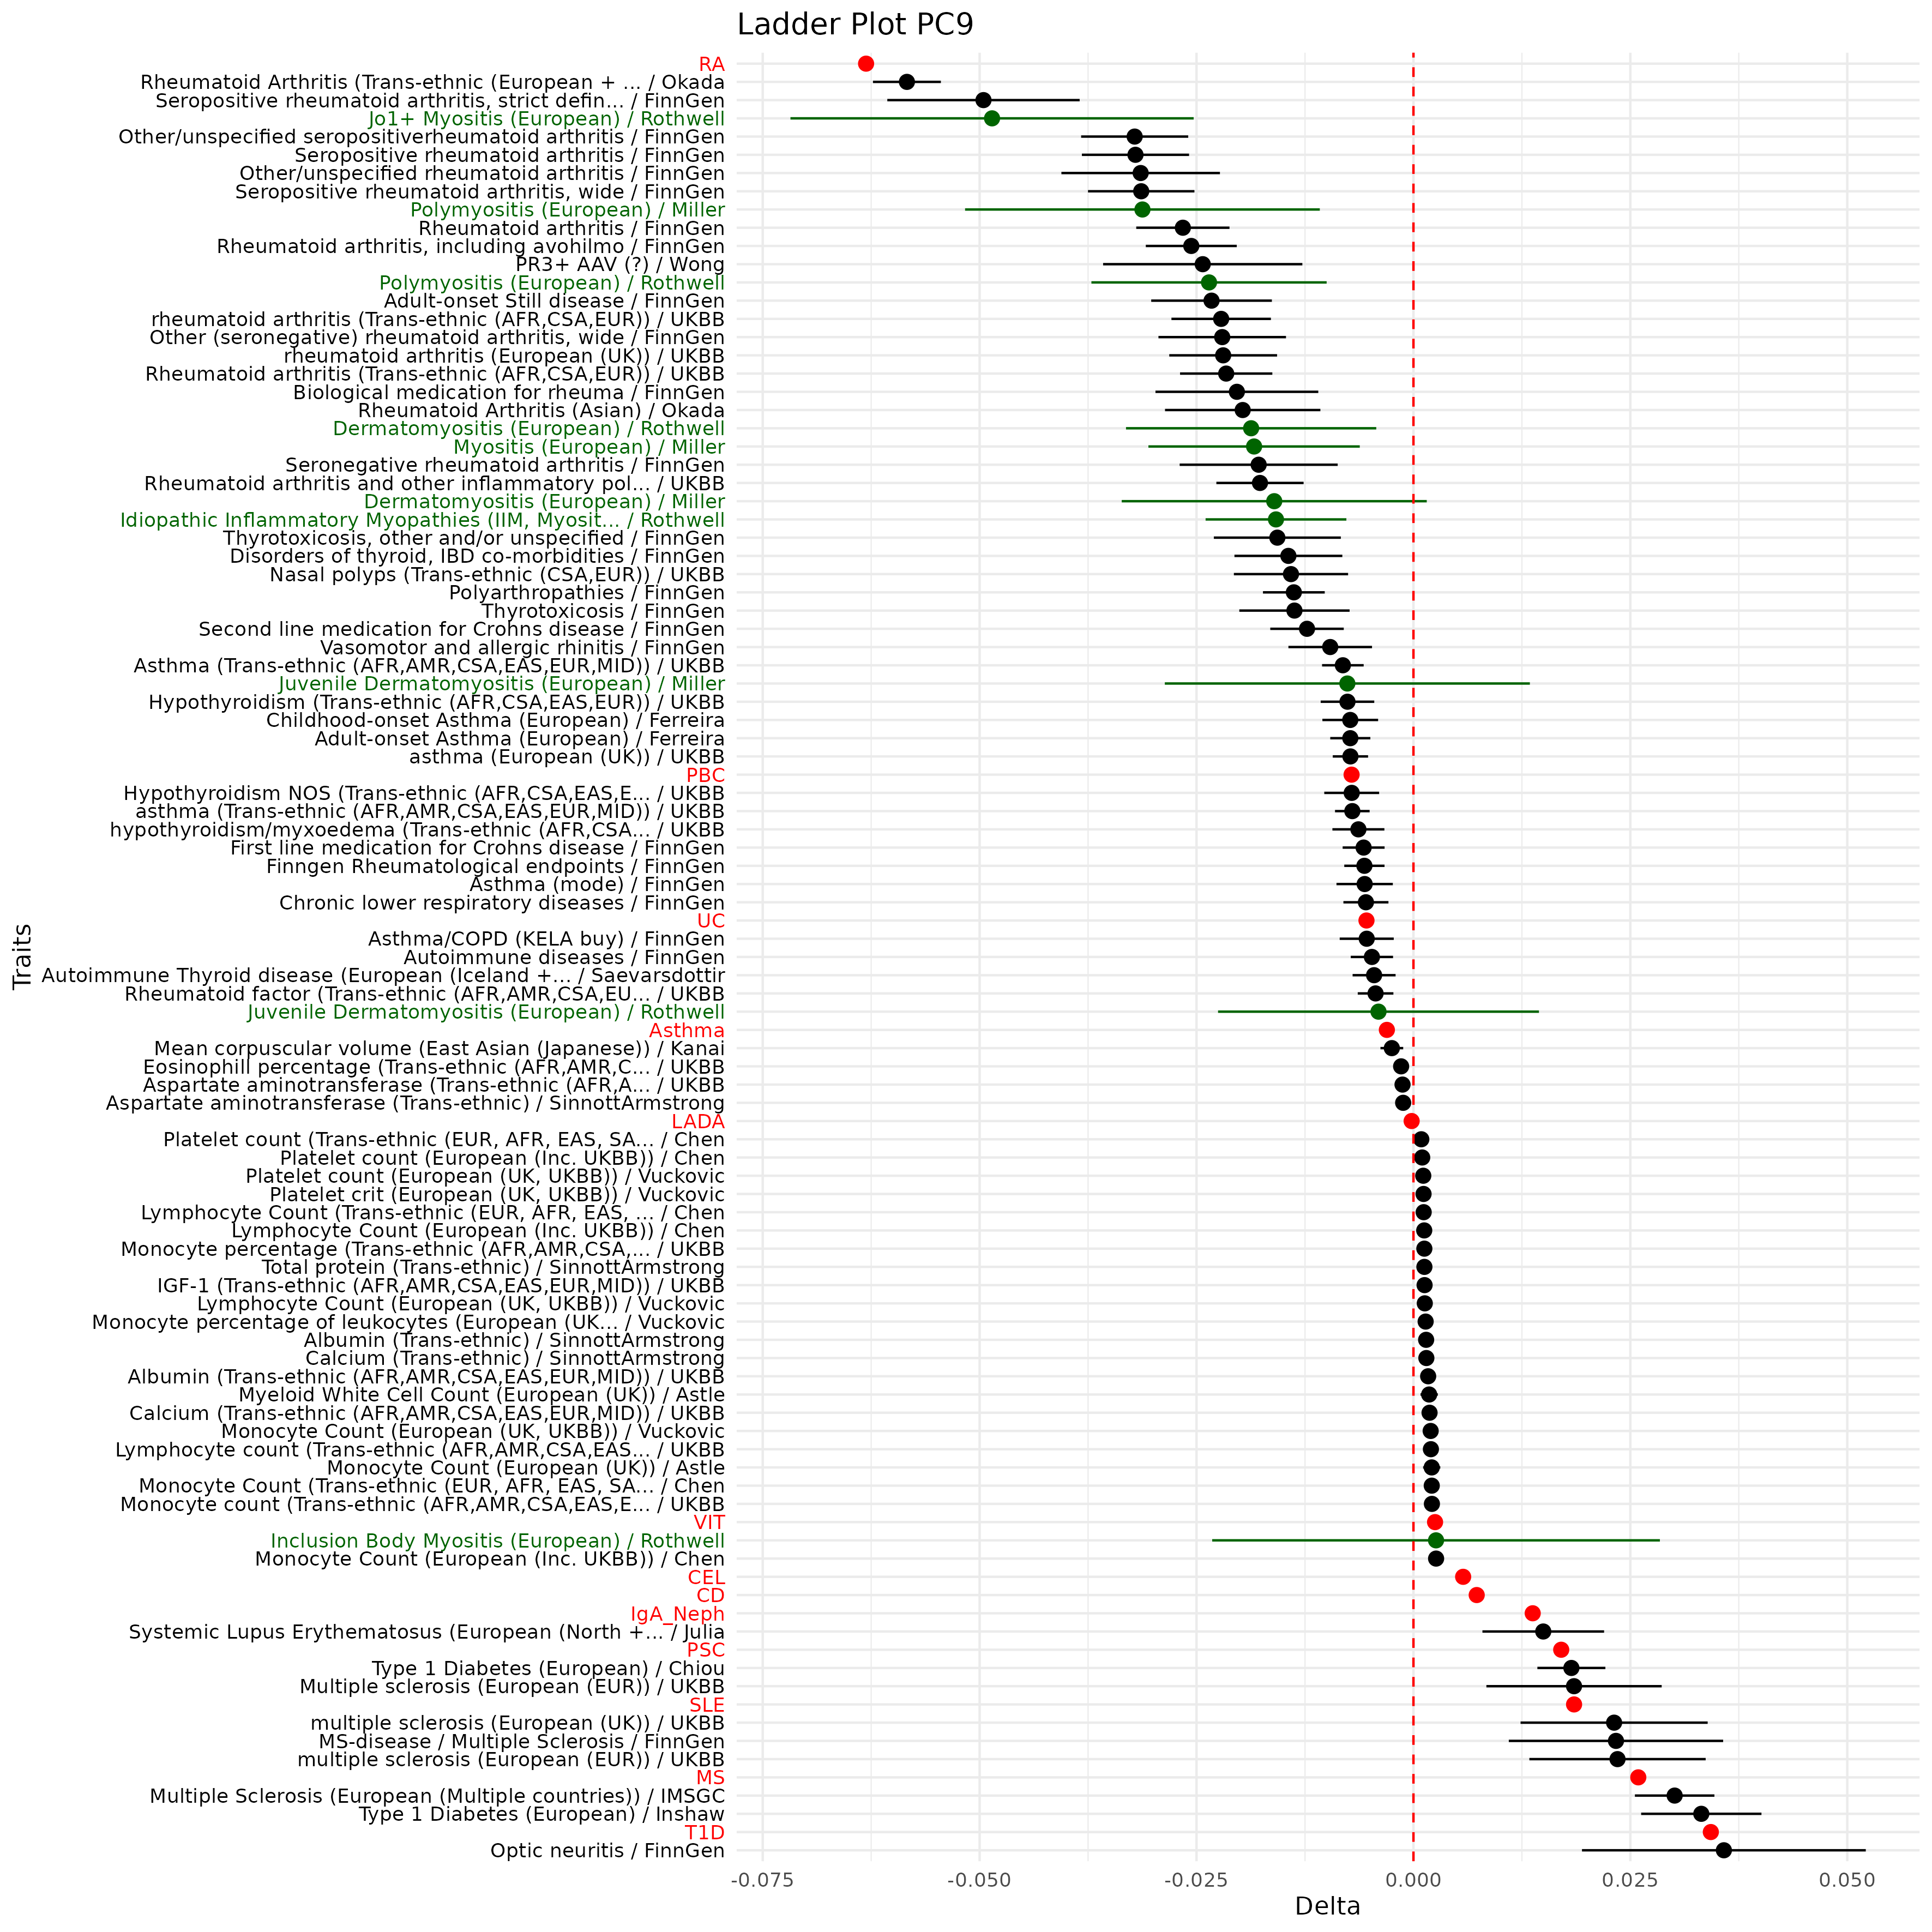 Ladder Plot PC9
RA
Rheumatoid Arthritis (Trans-ethnic (European + ... / Okada
Seropositive rheumatoid arthritis, strict defin... / FinnGen
Jo1+ Myositis (European) / Rothwell
Other/unspecified seropositiverheumatoid arthritis / FinnGen
Seropositive rheumatoid arthritis / FinnGen
Other/unspecified rheumatoid arthritis / FinnGen
Seropositive rheumatoid arthritis, wide / FinnGen
Polymyositis (European) / Miller
Rheumatoid arthritis / FinnGen
Rheumatoid arthritis, including avohilmo / FinnGen
PR3+ AAV (?) / Wong
Polymyositis (European) / Rothwell
Adult-onset Still disease / FinnGen
rheumatoid arthritis (Trans-ethnic (AFR,CSA,EUR)) / UKBB
Other (seronegative) rheumatoid arthritis, wide / FinnGen
rheumatoid arthritis (European (UK)) / UKBB
Rheumatoid arthritis (Trans-ethnic (AFR,CSA,EUR)) / UKBB
Biological medication for rheuma / FinnGen
Rheumatoid Arthritis (Asian) / Okada
Dermatomyositis (European) / Rothwell
Myositis (European) / Miller
Seronegative rheumatoid arthritis / FinnGen
Rheumatoid arthritis and other inflammatory pol... / UKBB
Dermatomyositis (European) / Miller
Idiopathic Inflammatory Myopathies (IIM, Myosit... / Rothwell
Thyrotoxicosis, other and/or unspecified / FinnGen
Disorders of thyroid, IBD co-morbidities / FinnGen
Nasal polyps (Trans-ethnic (CSA,EUR)) / UKBB
Polyarthropathies / FinnGen
Thyrotoxicosis / FinnGen
Second line medication for Crohns disease / FinnGen
Vasomotor and allergic rhinitis / FinnGen
Asthma (Trans-ethnic (AFR,AMR,CSA,EAS,EUR,MID)) / UKBB
Juvenile Dermatomyositis (European) / Miller
Hypothyroidism (Trans-ethnic (AFR,CSA,EAS,EUR)) / UKBB
Childhood-onset Asthma (European) / Ferreira
Adult-onset Asthma (European) / Ferreira
asthma (European (UK)) / UKBB
PBC
Hypothyroidism NOS (Trans-ethnic (AFR,CSA,EAS,E... / UKBB
asthma (Trans-ethnic (AFR,AMR,CSA,EAS,EUR,MID)) / UKBB
hypothyroidism/myxoedema (Trans-ethnic (AFR,CSA... / UKBB
First line medication for Crohns disease / FinnGen
Finngen Rheumatological endpoints / FinnGen
Asthma (mode) / FinnGen
Chronic lower respiratory diseases / FinnGen
UC
Asthma/COPD (KELA buy) / FinnGen
Autoimmune diseases / FinnGen
Autoimmune Thyroid disease (European (Iceland +... / Saevarsdottir
Rheumatoid factor (Trans-ethnic (AFR,AMR,CSA,EU... / UKBB
Juvenile Dermatomyositis (European) / Rothwell
Asthma
Mean corpuscular volume (East Asian (Japanese)) / Kanai
Eosinophill percentage (Trans-ethnic (AFR,AMR,C... / UKBB
Aspartate aminotransferase (Trans-ethnic (AFR,A... / UKBB
Aspartate aminotransferase (Trans-ethnic) / SinnottArmstrong
LADA
Platelet count (Trans-ethnic (EUR, AFR, EAS, SA... / Chen
Platelet count (European (Inc. UKBB)) / Chen
Platelet count (European (UK, UKBB)) / Vuckovic
Platelet crit (European (UK, UKBB)) / Vuckovic
Lymphocyte Count (Trans-ethnic (EUR, AFR, EAS, ... / Chen
Lymphocyte Count (European (Inc. UKBB)) / Chen
Monocyte percentage (Trans-ethnic (AFR,AMR,CSA,... / UKBB
Total protein (Trans-ethnic) / SinnottArmstrong
IGF-1 (Trans-ethnic (AFR,AMR,CSA,EAS,EUR,MID)) / UKBB
Lymphocyte Count (European (UK, UKBB)) / Vuckovic
Monocyte percentage of leukocytes (European (UK... / Vuckovic
Albumin (Trans-ethnic) / SinnottArmstrong
Calcium (Trans-ethnic) / SinnottArmstrong
Albumin (Trans-ethnic (AFR,AMR,CSA,EAS,EUR,MID)) / UKBB
Myeloid White Cell Count (European (UK)) / Astle
Calcium (Trans-ethnic (AFR,AMR,CSA,EAS,EUR,MID)) / UKBB
Monocyte Count (European (UK, UKBB)) / Vuckovic
Lymphocyte count (Trans-ethnic (AFR,AMR,CSA,EAS... / UKBB
Monocyte Count (European (UK)) / Astle
Monocyte Count (Trans-ethnic (EUR, AFR, EAS, SA... / Chen
Monocyte count (Trans-ethnic (AFR,AMR,CSA,EAS,E... / UKBB
VIT
Inclusion Body Myositis (European) / Rothwell
Monocyte Count (European (Inc. UKBB)) / Chen
CEL
CD
IgA_Neph
Systemic Lupus Erythematosus (European (North +... / Julia
PSC
Type 1 Diabetes (European) / Chiou
Multiple sclerosis (European (EUR)) / UKBB
SLE
multiple sclerosis (European (UK)) / UKBB
MS-disease / Multiple Sclerosis / FinnGen
multiple sclerosis (European (EUR)) / UKBB
MS
Multiple Sclerosis (European (Multiple countries)) / IMSGC
Type 1 Diabetes (European) / Inshaw
T1D
Optic neuritis / FinnGen
Traits
-0.075 -0.050 -0.025 0.000 0.025 0.050
Delta